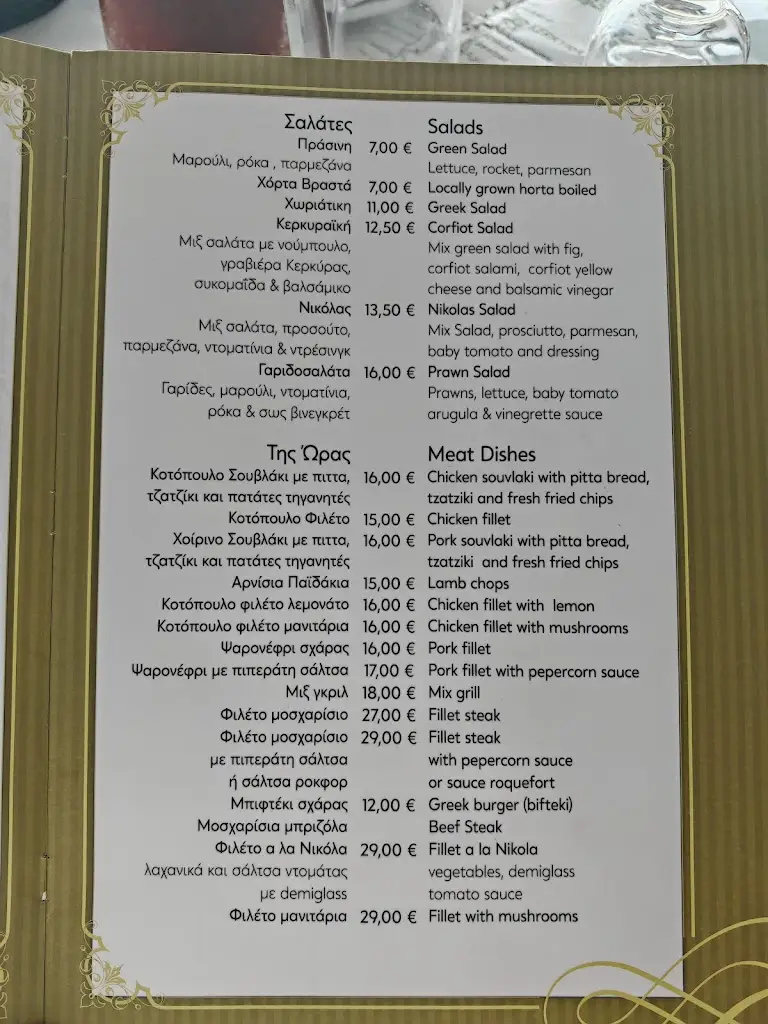 Σαλάτες Salads
Πράσινη 7,00 € Green Salad
Μαρούλι, ρόκα , παρμεζάνα Lettuce, rocket, parmesan
Χόρτα Βραστά 7,00 € Locally grown horta boiled
Χωριάτικη 11,00 € Greek Salad
Κερκυραϊκή 12,50 € Corfiot Salad
Μιξ σαλάτα με νούμπουλο, Mix green salad with fig,
γραβιέρα Κερκύρας, corfiot salami, corfiot yellow
συκομαΐδα & βαλσάμικο cheese and balsamic vinegar
Νικόλας 13,50 € Nikolas Salad
Μιξ σαλάτα, προσούτο, Mix Salad, prosciutto, parmesan,
παρμεζάνα, ντοματίνια & ντρέσινγκ baby tomato and dressing
Γαριδοσαλάτα 16,00 € Prawn Salad
Γαρίδες, μαρούλι, ντοματίνια, Prawns, lettuce, baby tomato
ρόκα & σως βινεγκρέτ arugula & vinegrette sauce
Της Ώρας Meat Dishes
Κοτόπουλο Σουβλάκι με πιττα, 16,00 € Chicken souvlaki with pitta bread,
τζατζίκι και πατάτες τηγανητές tzatziki and fresh fried chips
Κοτόπουλο Φιλέτο 15,00 € Chicken fillet
Χοίρινο Σουβλάκι με πιττα, 16,00 € Pork souvlaki with pitta bread,
τζατζίκι και πατάτες τηγανητές tzatziki and fresh fried chips
Αρνίσια Παϊδάκια 15,00 € Lamb chops
Κοτόπουλο φιλέτο λεμονάτο 16,00 € Chicken fillet with lemon
Κοτόπουλο φιλέτο μανιτάρια 16,00 € Chicken fillet with mushrooms
Ψαρονέφρι σχάρας 16,00 € Pork fillet
Ψαρονέφρι με πιπεράτη σάλτσα 17,00 € Pork fillet with pepercorn sauce
Μιξ γκριλ 18,00 € Mix grill
Φιλέτο μοσχαρίσιο 27,00 € Fillet steak
Φιλέτο μοσχαρίσιο 29,00 € Fillet steak
με πιπεράτη σάλτσα with pepercorn sauce
ή σάλτσα ροκφορ or sauce roquefort
Μπιφτέκι σχάρας 12,00 € Greek burger (bifteki)
Μοσχαρίσια μπριζόλα Beef Steak
Φιλέτο α λα Νικόλα 29,00 € Fillet a la Nikola
λαχανικά και σάλτσα ντομάτας vegetables, demiglass
με demiglass tomato sauce
Φιλέτο μανιτάρια 29,00 € Fillet with mushrooms